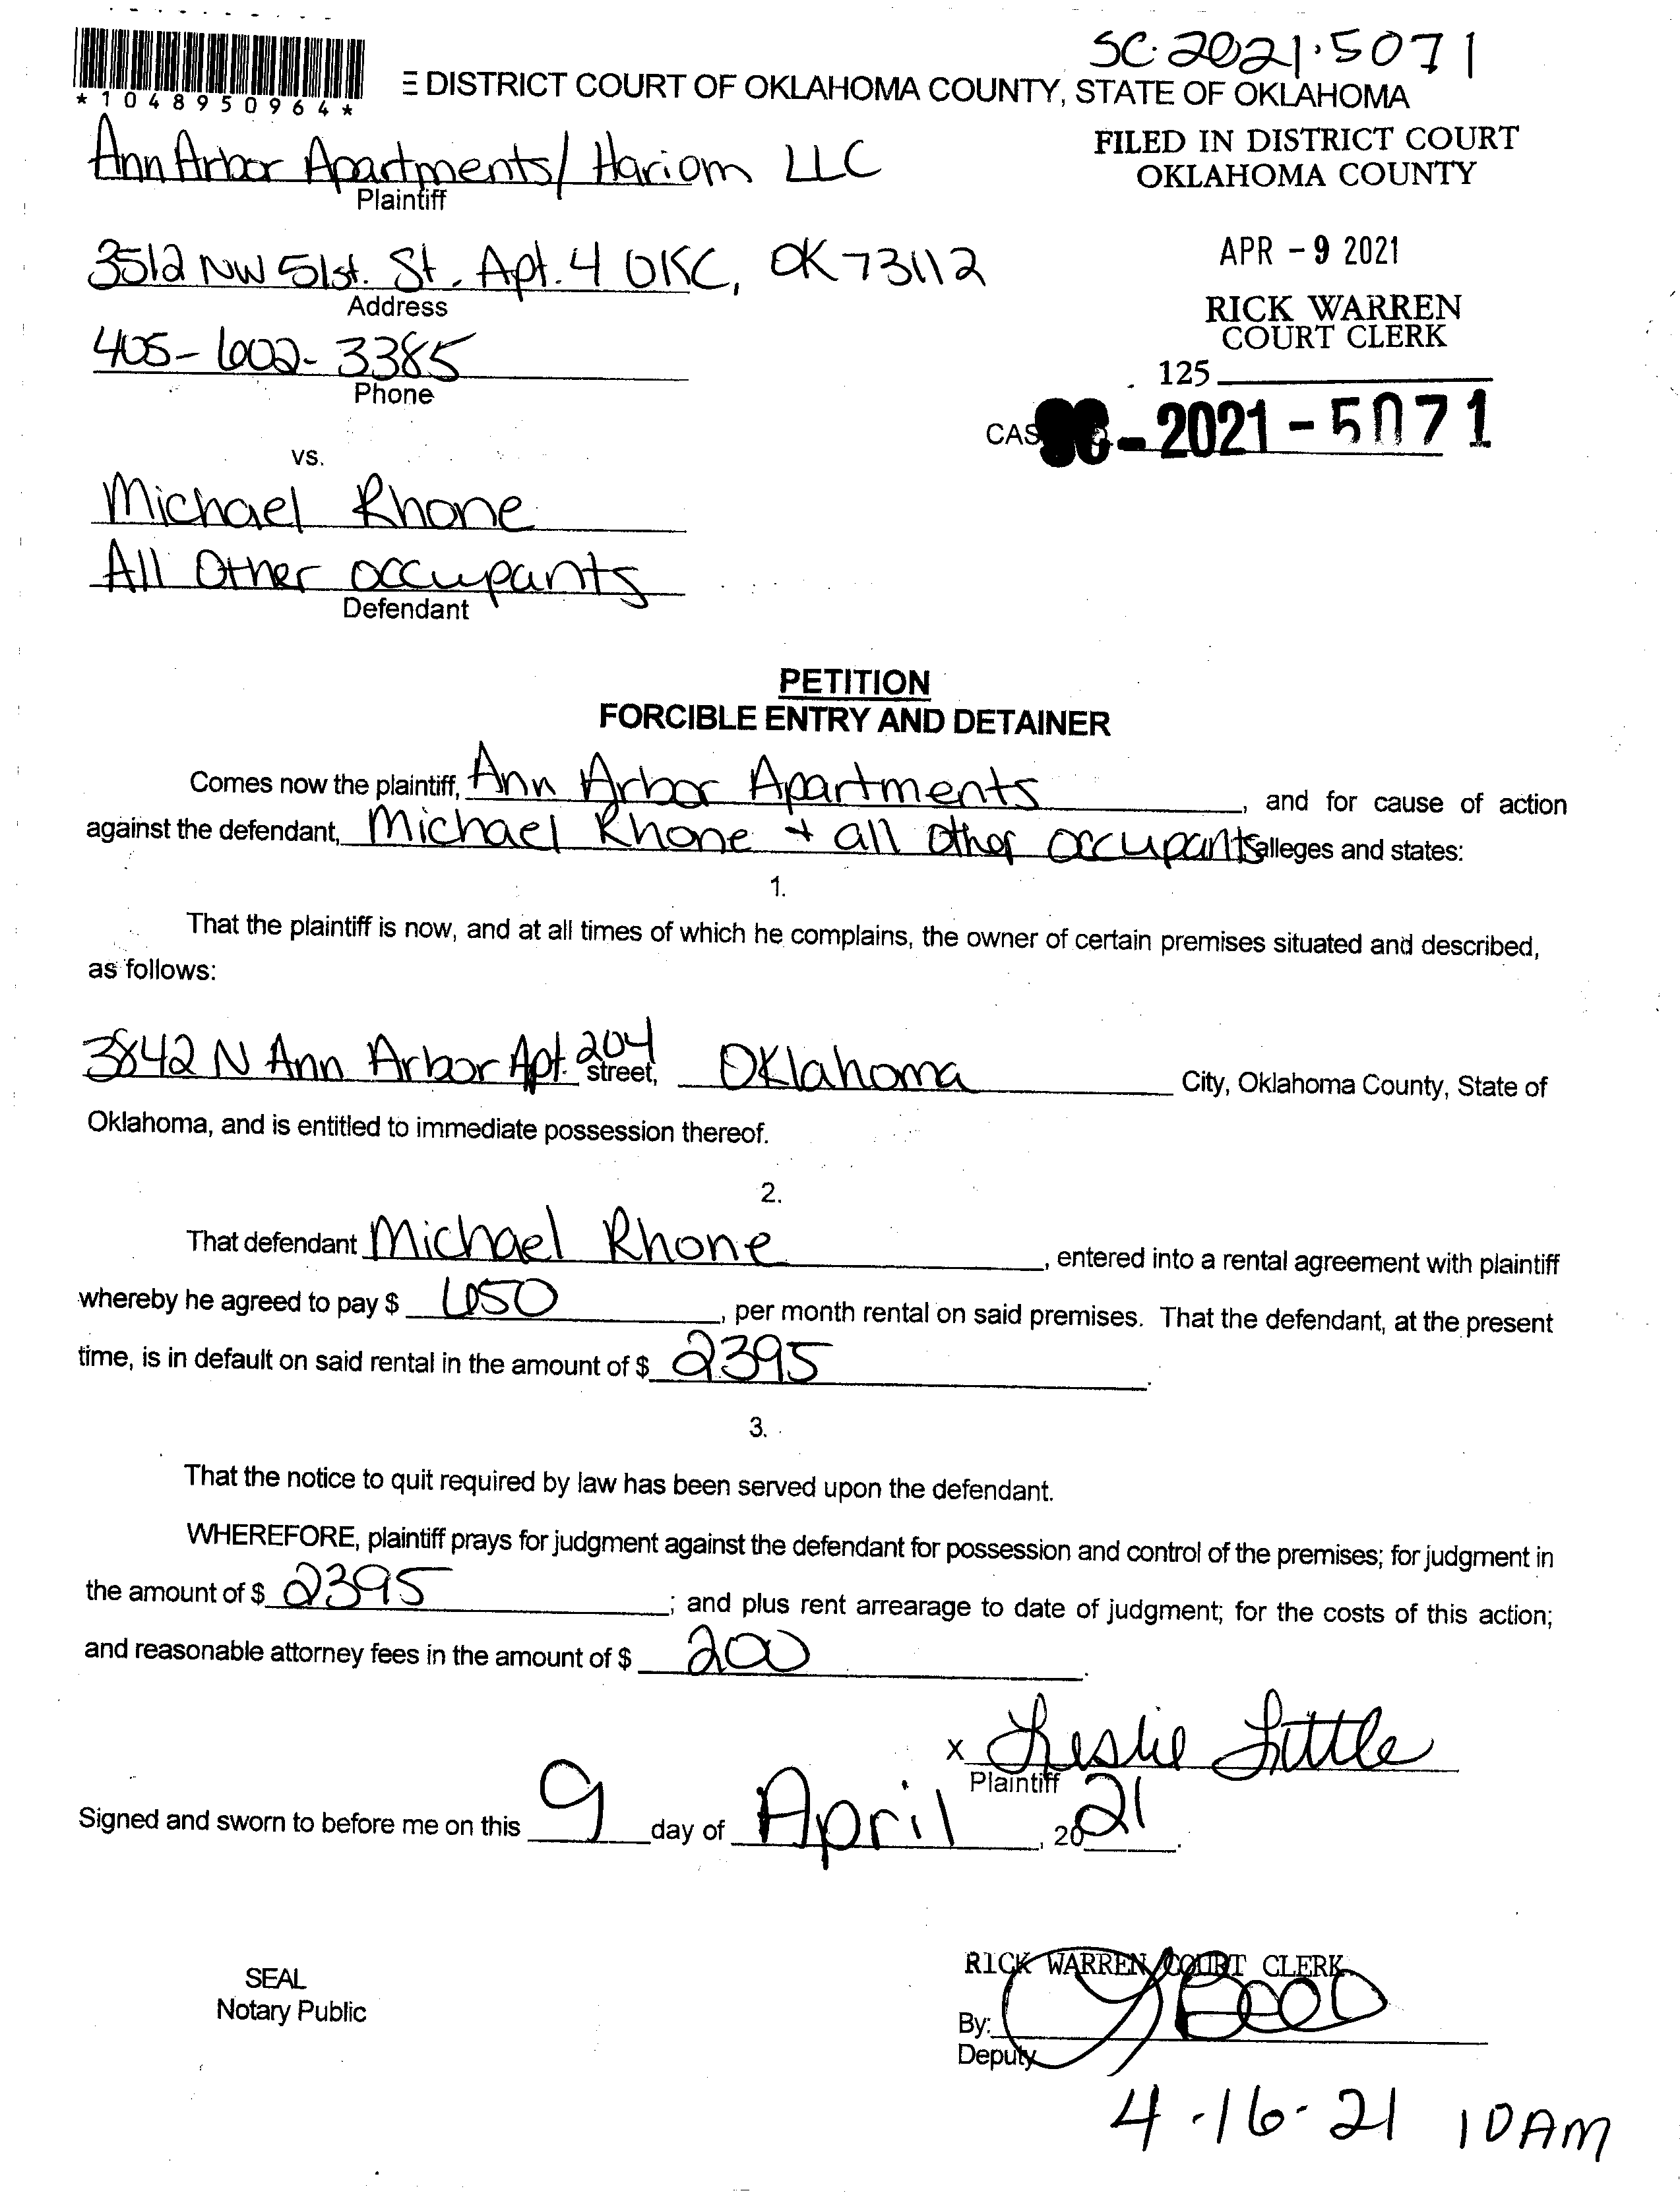 SC-2021-5071
*1048950964*
E DISTRICT COURT OF OKLAHOMA COUNTY, STATE OF OKLAHOMA
Ann Arbor Apartments/ Hariom LLC
Plaintiff
FILED IN DISTRICT COURT
OKLAHOMA COUNTY
3512 NW 51st. St, Apt. 4 OKC, OK 73112
Address
APR - 9 2021
405-602-3385
Phone
RICK WARREN
COURT CLERK
125
CAS SC - 2021 - 5071
vs.
Michael Rhone
All Other occupants
Defendant
PETITION
FORCIBLE ENTRY AND DETAINER
Comes now the plaintiff, Ann Arbor Apartments, and for cause of action
against the defendant, Michael Rhone + all other occupants alleges and states:
1.
That the plaintiff is now, and at all times of which he complains, the owner of certain premises situated and described,
as follows:
3842 N Ann Arbor Apt. 204 street, Oklahoma City, Oklahoma County, State of
Oklahoma, and is entitled to immediate possession thereof.
2.
That defendant Michael Rhone, entered into a rental agreement with plaintiff
whereby he agreed to pay $ 650, per month rental on said premises. That the defendant, at the present
time, is in default on said rental in the amount of $ 2395.
3.
That the notice to quit required by law has been served upon the defendant.
WHEREFORE, plaintiff prays for judgment against the defendant for possession and control of the premises; for judgment in
the amount of $ 2395; and plus rent arrearage to date of judgment; for the costs of this action;
and reasonable attorney fees in the amount of $ 200.
X Leslie Little
Plaintiff
Signed and sworn to before me on this 9 day of April, 2021.
SEAL
Notary Public
RICK WARREN COURT CLERK
By:
Deputy
4-16-21 10AM